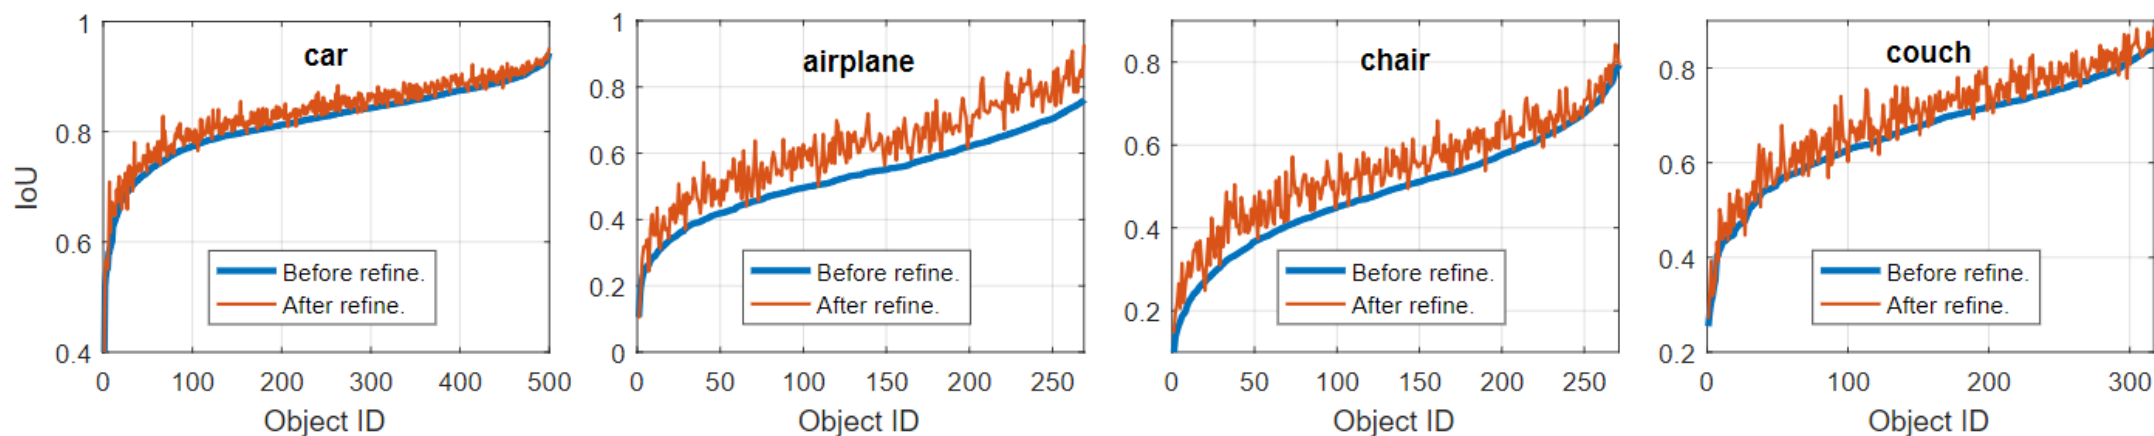 1
0.8
0.6
0.4
IoU
car
Before refine.
After refine.
0 100 200 300 400 500
Object ID
1
0.8
0.6
0.4
0.2
0
airplane
Before refine.
After refine.
0 50 100 150 200 250
Object ID
0.8
0.6
0.4
0.2
chair
Before refine.
After refine.
0 50 100 150 200 250
Object ID
0.8
0.6
0.4
0.2
couch
Before refine.
After refine.
0 100 200 300
Object ID